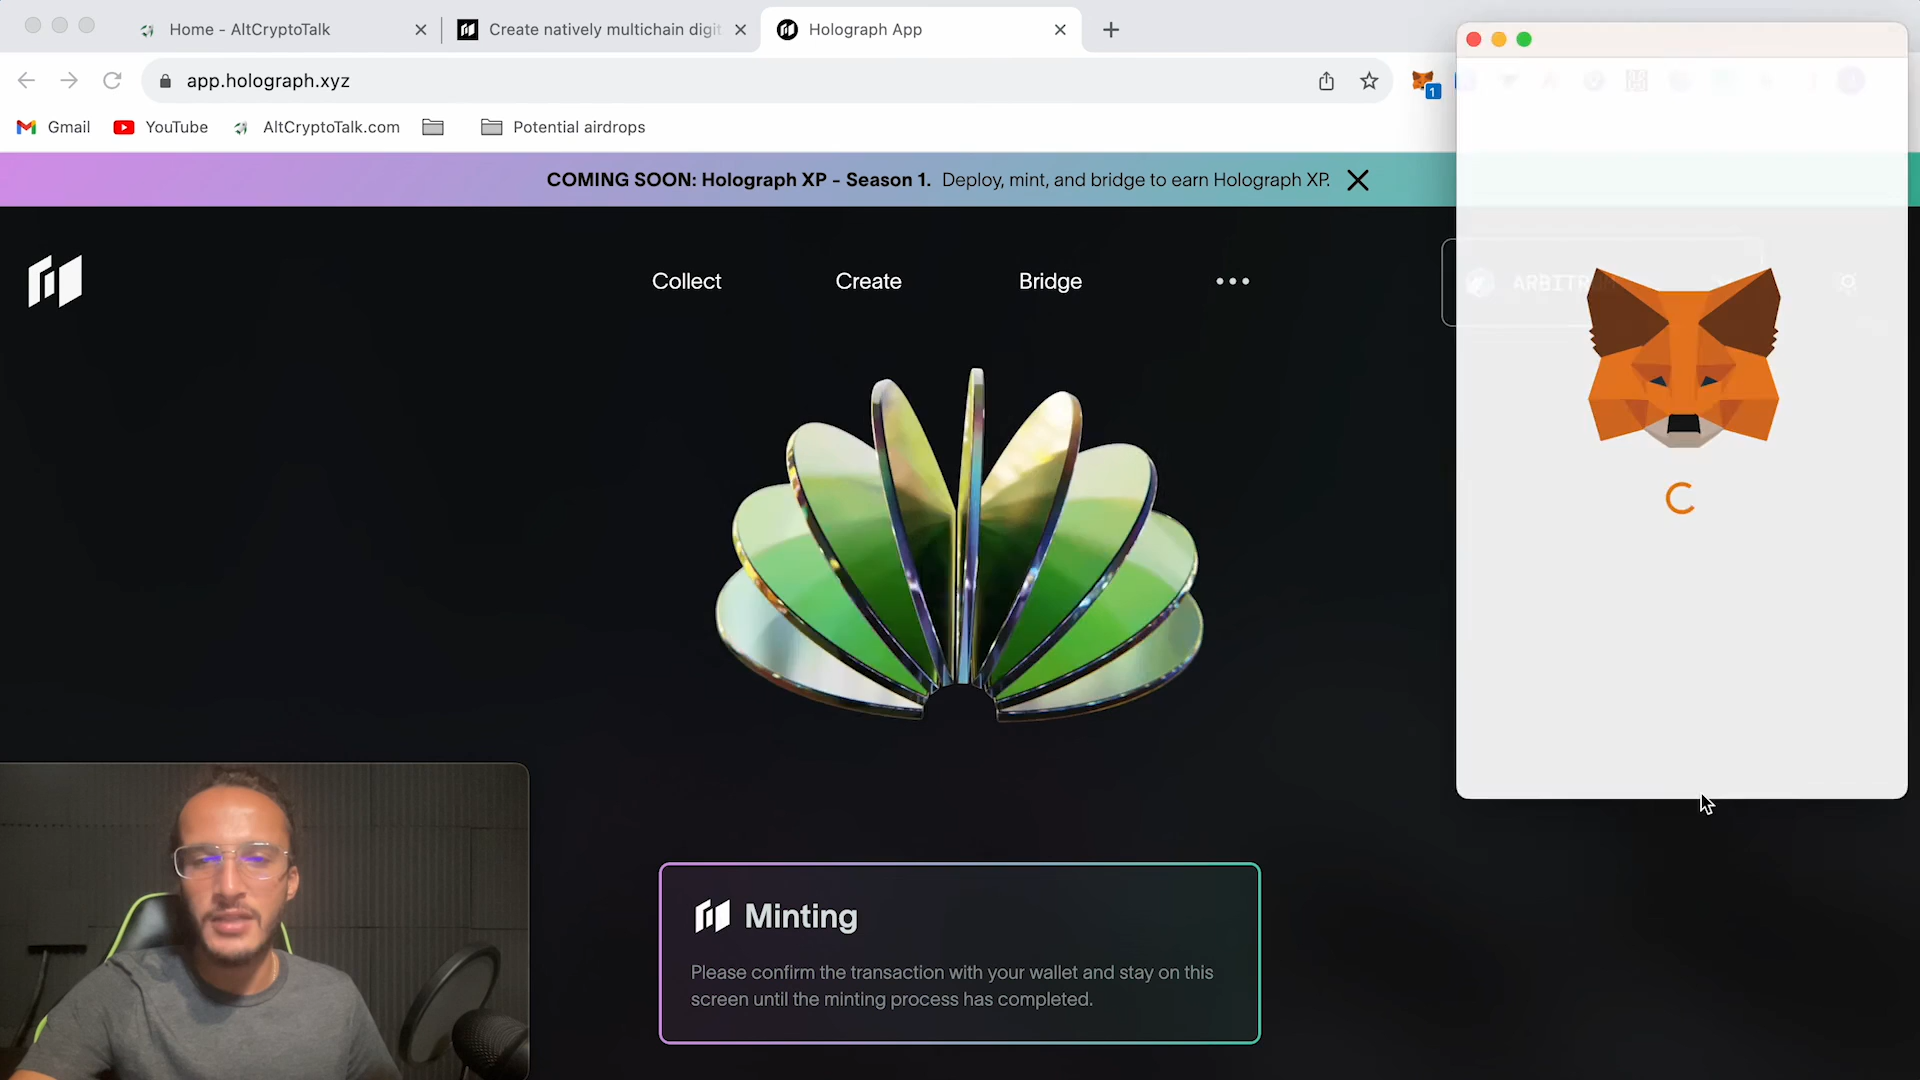 Home - AltCryptoTalk
Create natively multichain digit
Holograph App
app.holograph.xyz
1
Gmail
YouTube
AltCryptoTalk.com
Potential airdrops
COMING SOON: Holograph XP - Season 1. Deploy, mint, and bridge to earn Holograph XP.
Collect
Create
Bridge
Minting
Please confirm the transaction with your wallet and stay on this
screen until the minting process has completed.